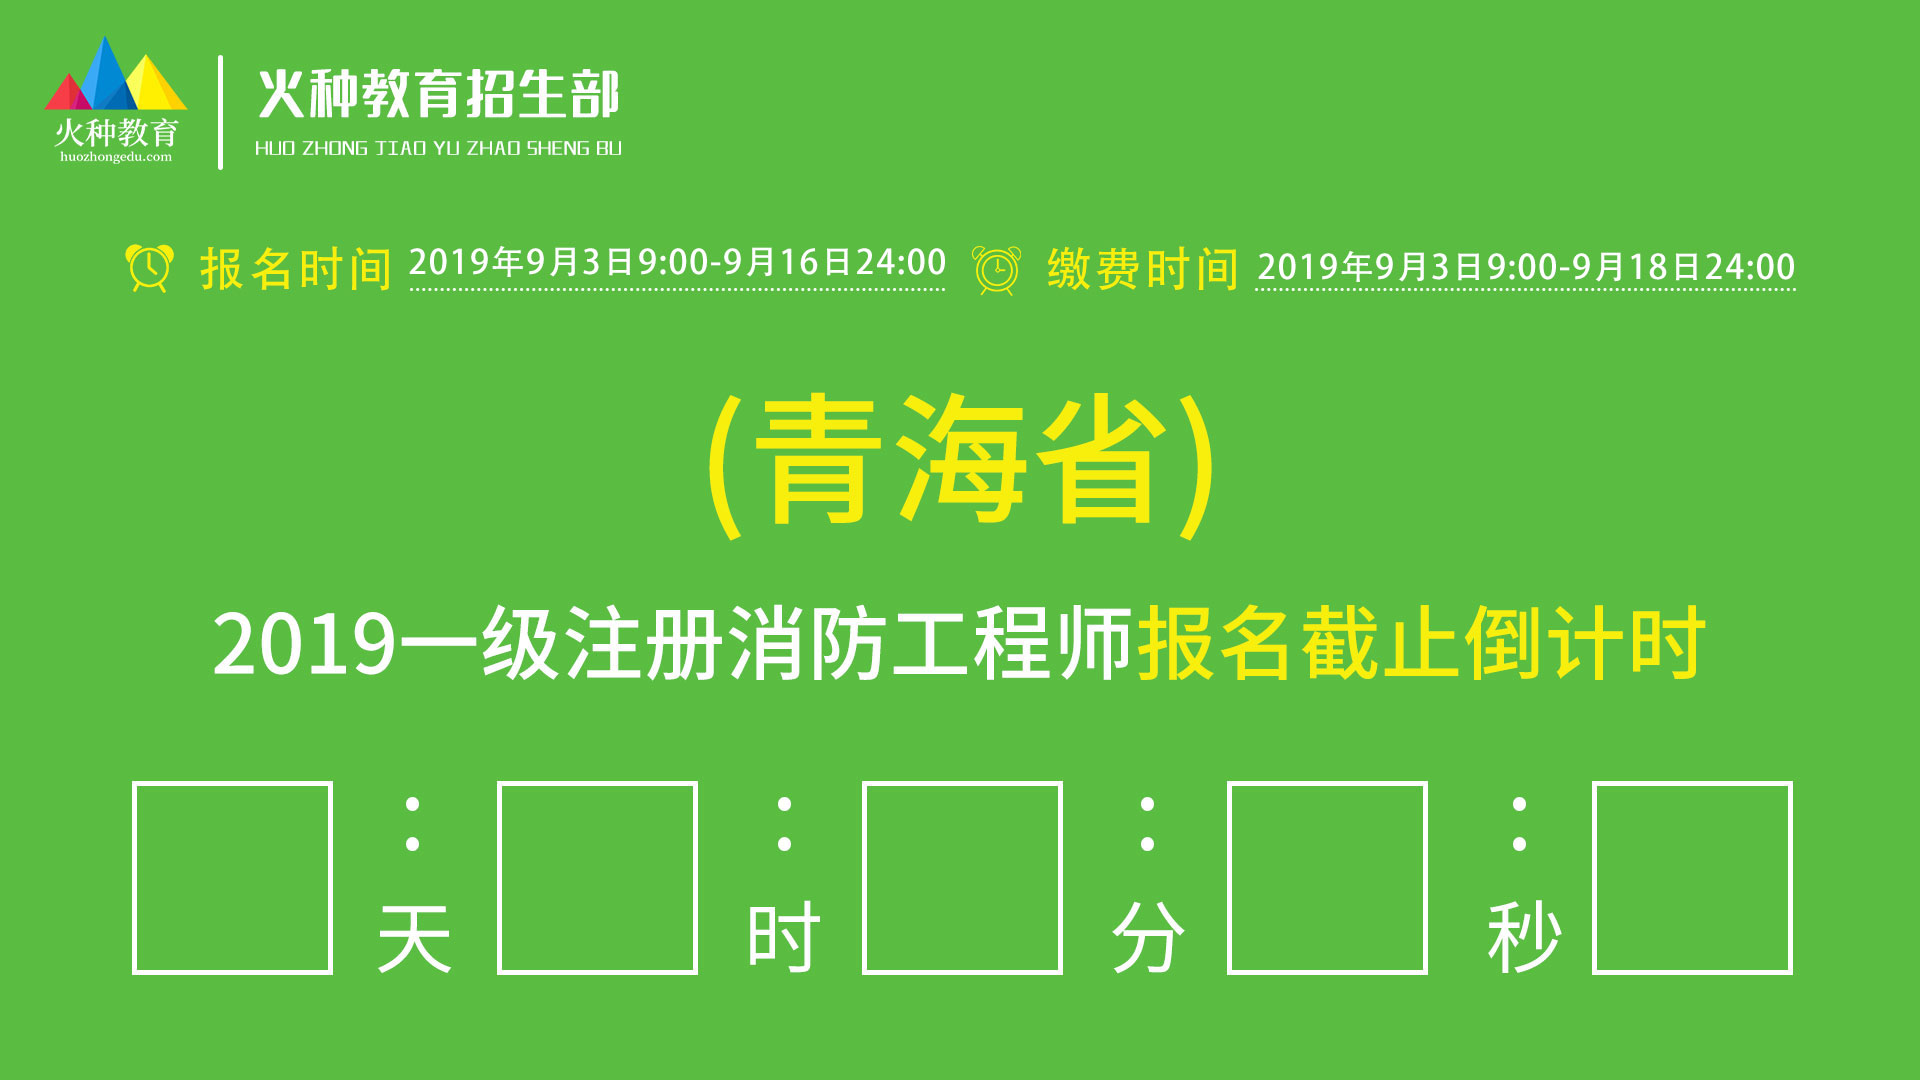 火种教育
huozhongedu.com
火种教育招生部
HUO ZHONG JIAO YU ZHAO SHENG BU
报名时间 2019年9月3日9:00-9月16日24:00 缴费时间 2019年9月3日9:00-9月18日24:00
(青海省)
2019一级注册消防工程师报名截止倒计时
: : : :
天 时 分 秒